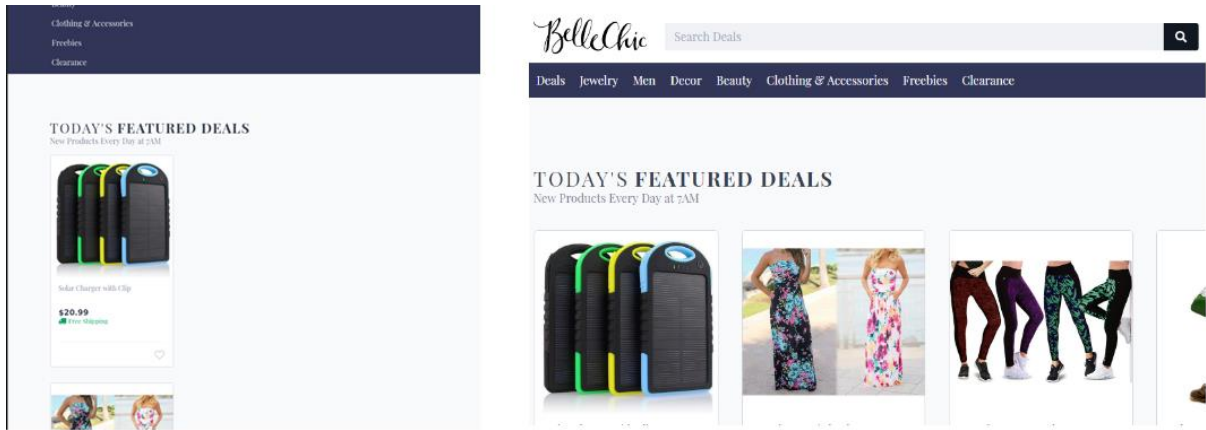 Beauty
Clothing & Accessories
Freebies
Clearance
TODAY'S FEATURED DEALS
New Products Every Day at 7AM
Solar Charger with Clip
$20.99
Free Shipping
BelleChic
Search Deals
Deals Jewelry Men Decor Beauty Clothing & Accessories Freebies Clearance
TODAY'S FEATURED DEALS
New Products Every Day at 7AM